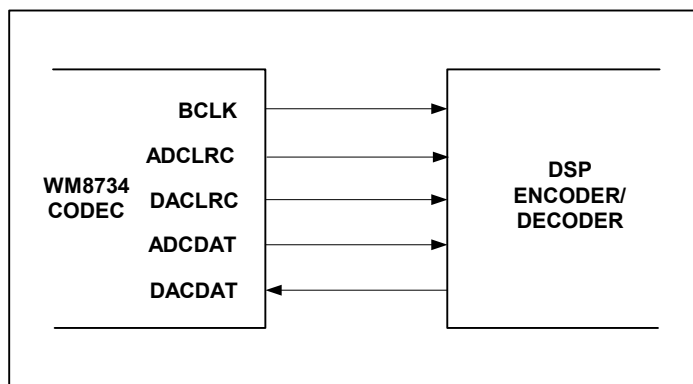 BCLK
ADCLRC
WM8734
CODEC
DACLRC
ADCDAT
DACDAT
DSP
ENCODER/
DECODER